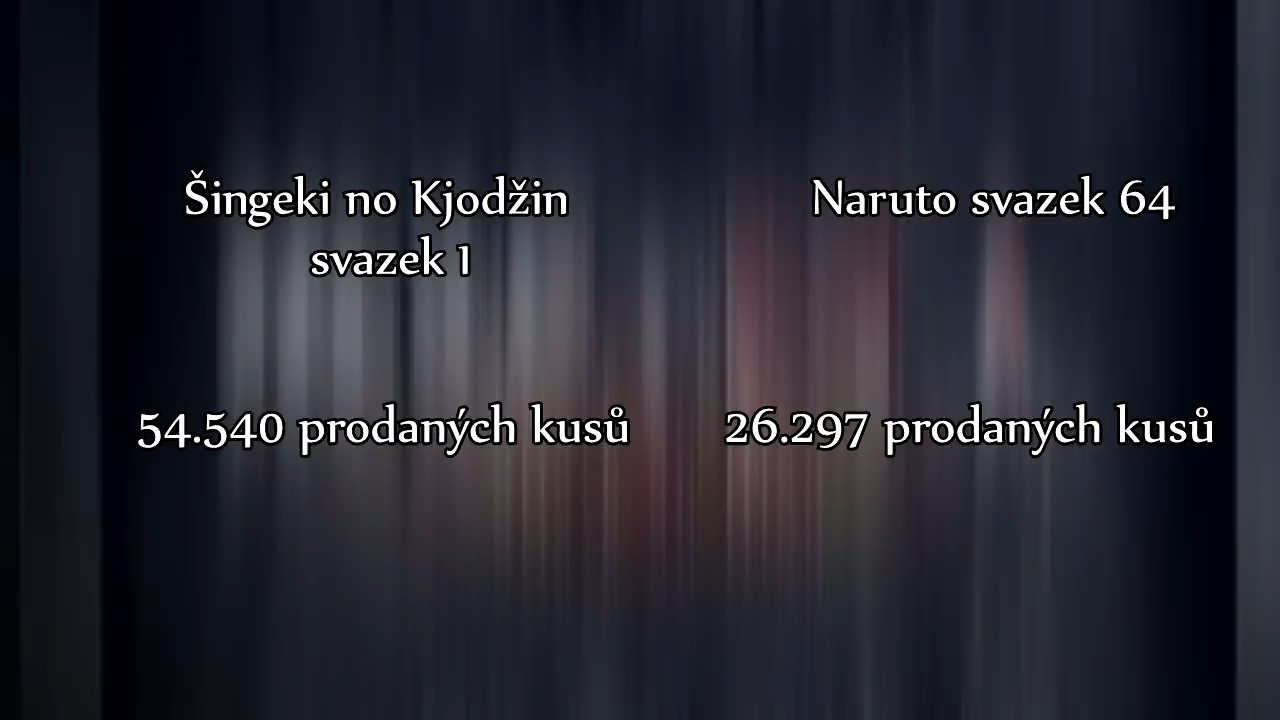 Šingeki no Kjodžin
svazek 1
54.540 prodaných kusů
Naruto svazek 64
26.297 prodaných kusů